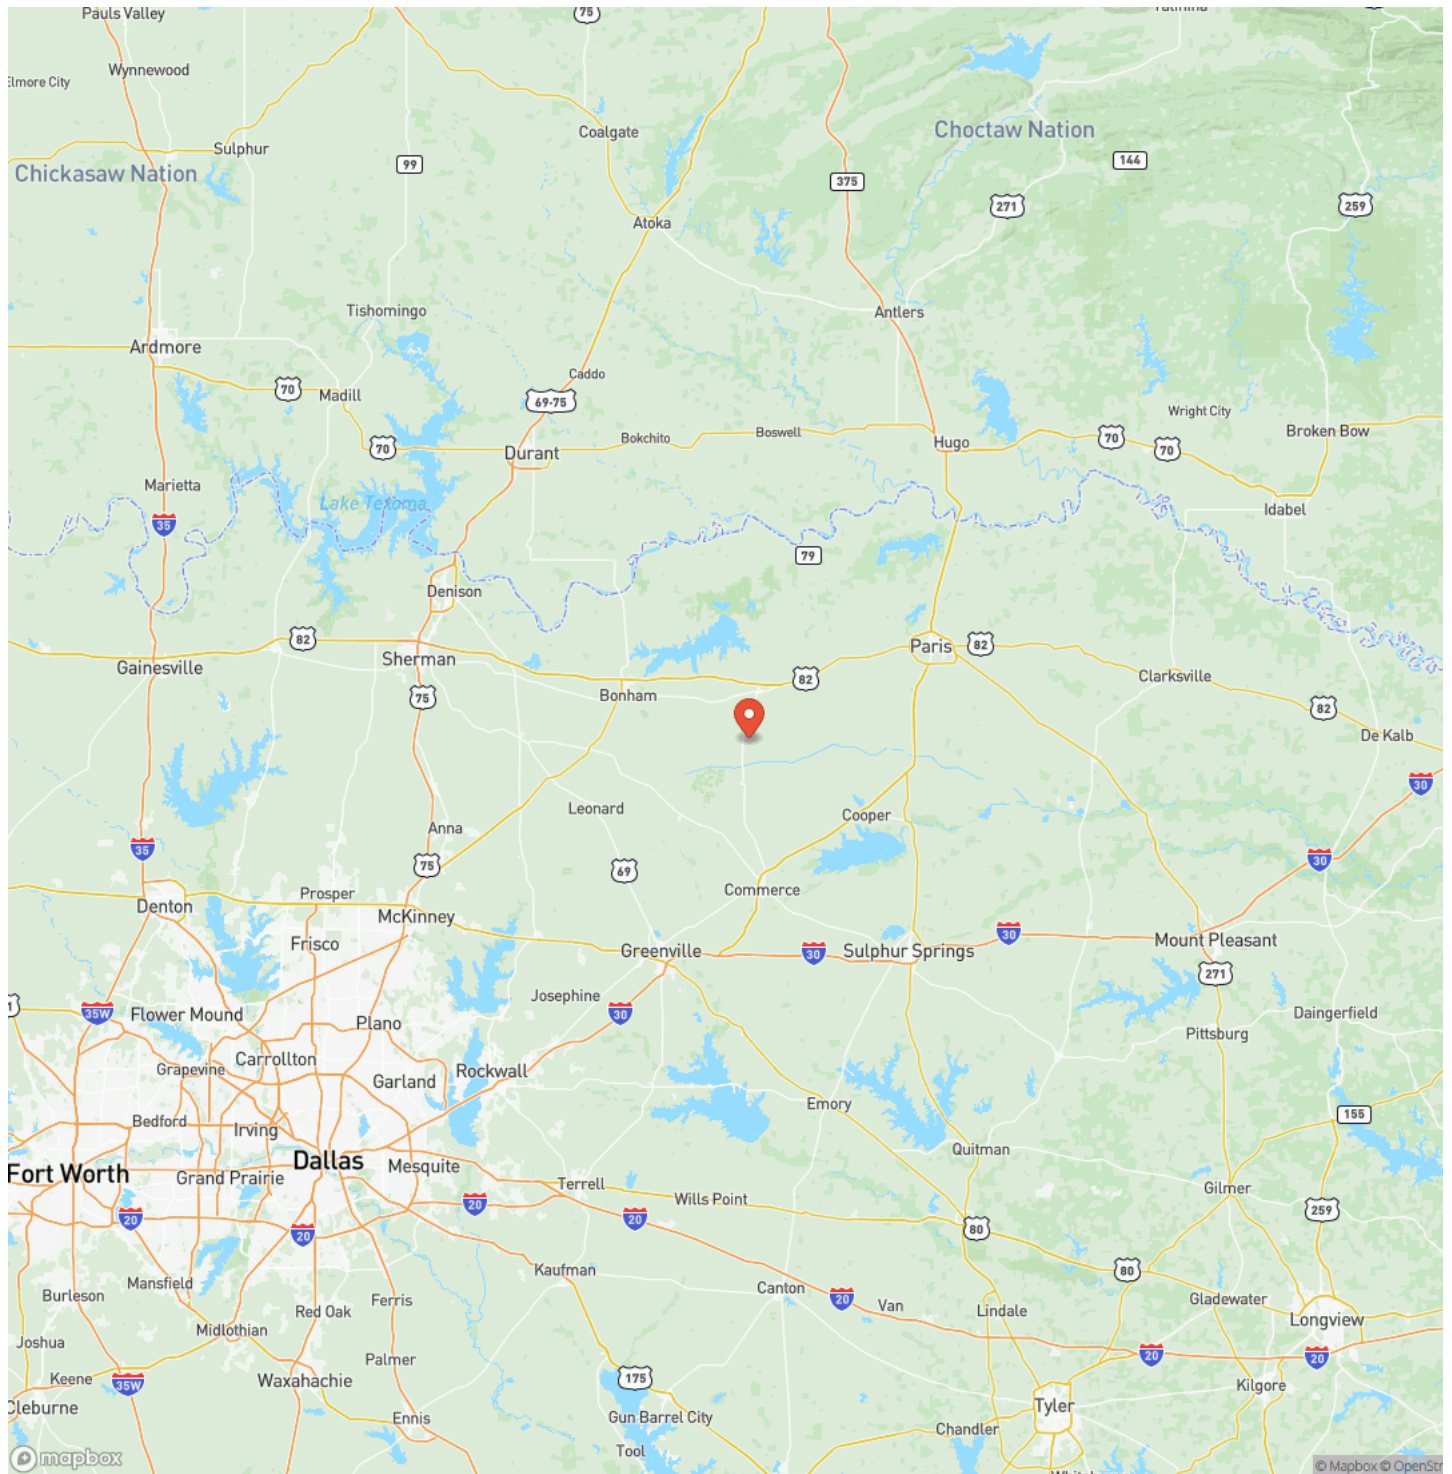 75
Pauls Valley
Wynnewood
Elmore City
Coalgate
Choctaw Nation
Sulphur
99
144
Chickasaw Nation
375
271
259
Atoka
Tishomingo
Antlers
Ardmore
Caddo
70
Madill
69-75
Wright City
Broken Bow
70
Durant
Bokchito
Boswell
Hugo
70
70
Marietta
Lake Texoma
Idabel
35
79
Denison
82
Gainesville
Sherman
Paris
82
82
Clarksville
75
Bonham
82
De Kalb
30
Leonard
Cooper
Anna
35
75
69
30
Commerce
Prosper
Denton
McKinney
Frisco
Greenville
30
Sulphur Springs
30
Mount Pleasant
271
Josephine
35W
Flower Mound
Plano
30
Daingerfield
Pittsburg
Carrollton
Grapevine
Garland
Rockwall
Emory
155
Bedford
Irving
Quitman
Fort Worth
Dallas
Mesquite
Grand Prairie
Terrell
Wills Point
Gilmer
20
20
20
20
80
259
Kaufman
80
Mansfield
Burleson
Canton
20
Van
Lindale
Gladewater
Longview
Red Oak
Ferris
Midlothian
Joshua
Palmer
20
20
Keene
35W
Waxahachie
175
Kilgore
Cleburne
Ennis
Gun Barrel City
Tyler
Chandler
Tool
mapbox
© Mapbox © OpenStr